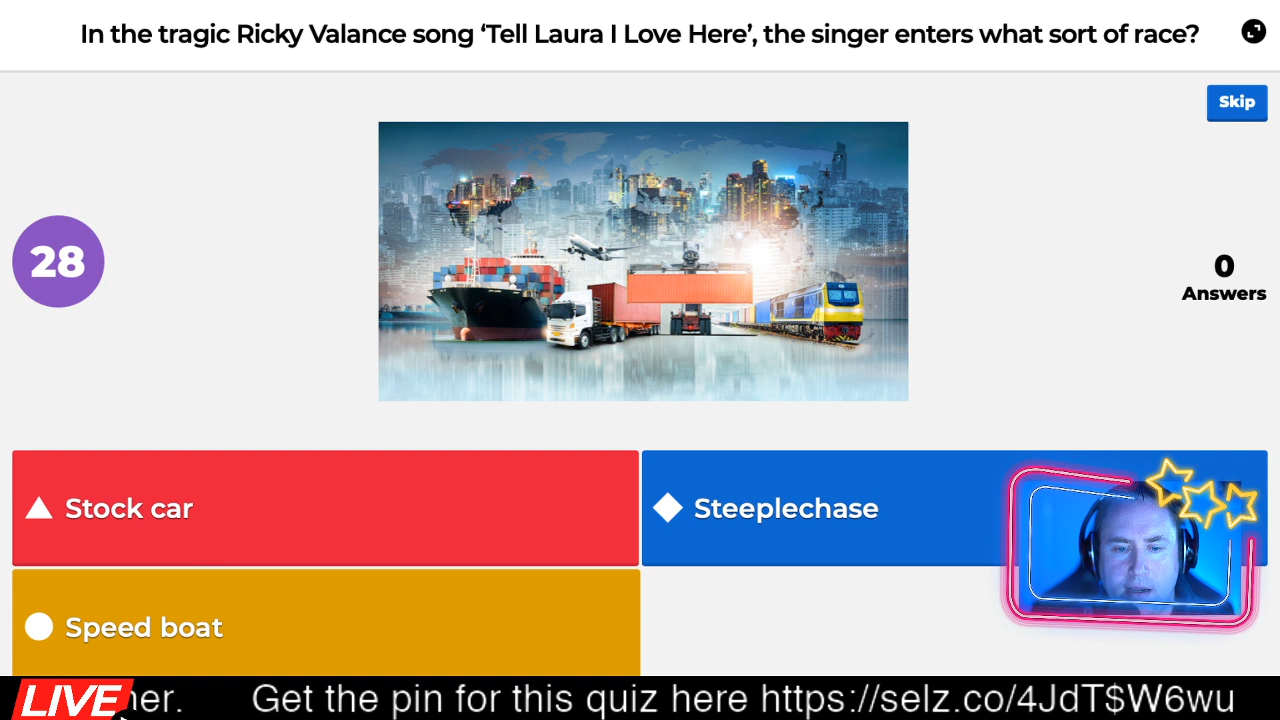 In the tragic Ricky Valance song ‘Tell Laura I Love Here’, the singer enters what sort of race?
Skip
28
0
Answers
Stock car
Steeplechase
Speed boat
LIVE
her. Get the pin for this quiz here https://selz.co/4JdT$W6wu